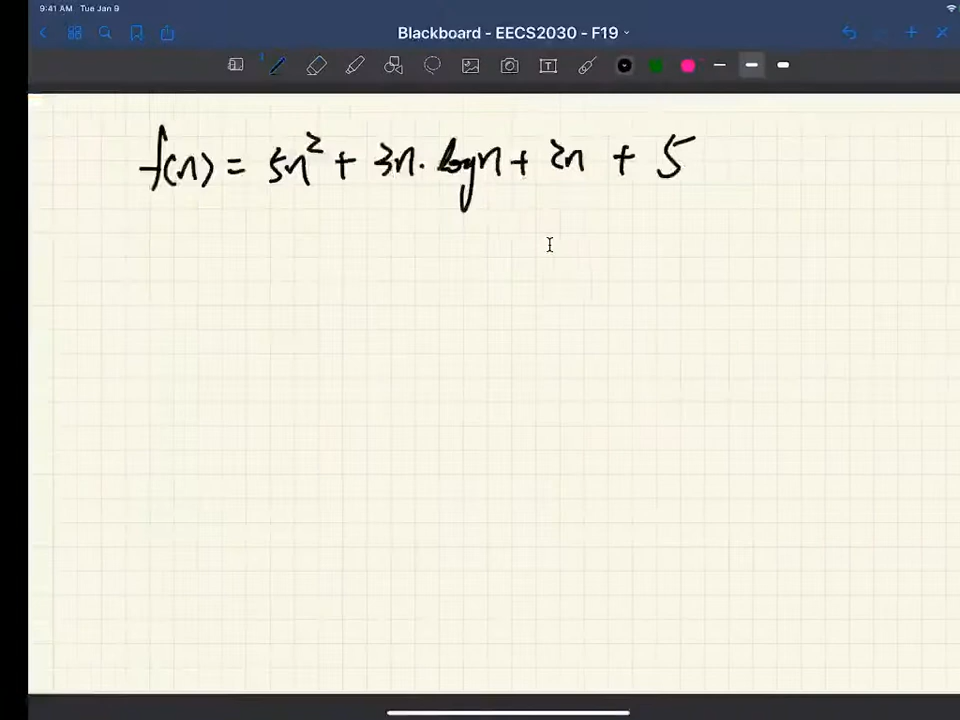 9:41 AM Tue Jan 9
Blackboard - EECS2030 - F19
f(n) = 5n² + 3n · log n + 2n + 5